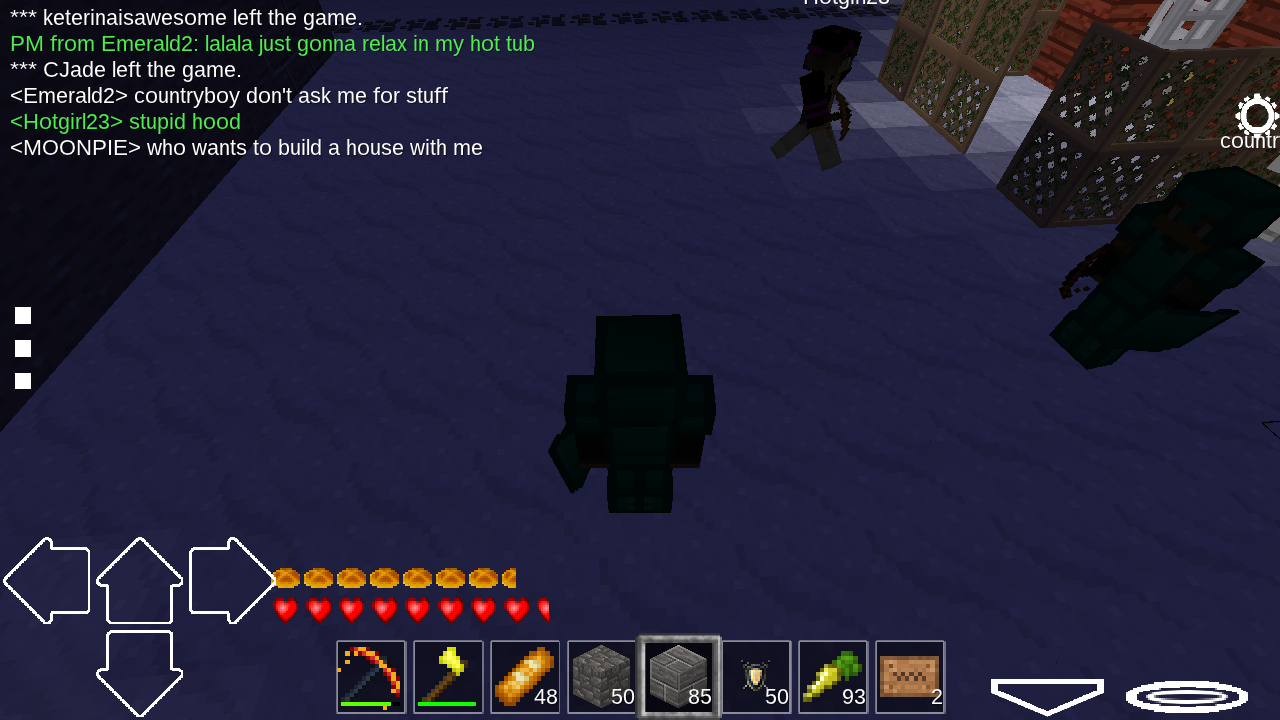 *** keterinaisawesome left the game.
Hotgirl23
PM from Emerald2: lalala just gonna relax in my hot tub
*** CJade left the game.
<Emerald2> countryboy don't ask me for stuff
<Hotgirl23> stupid hood
<MOONPIE> who wants to build a house with me
countr
48
50
85
50
93
2